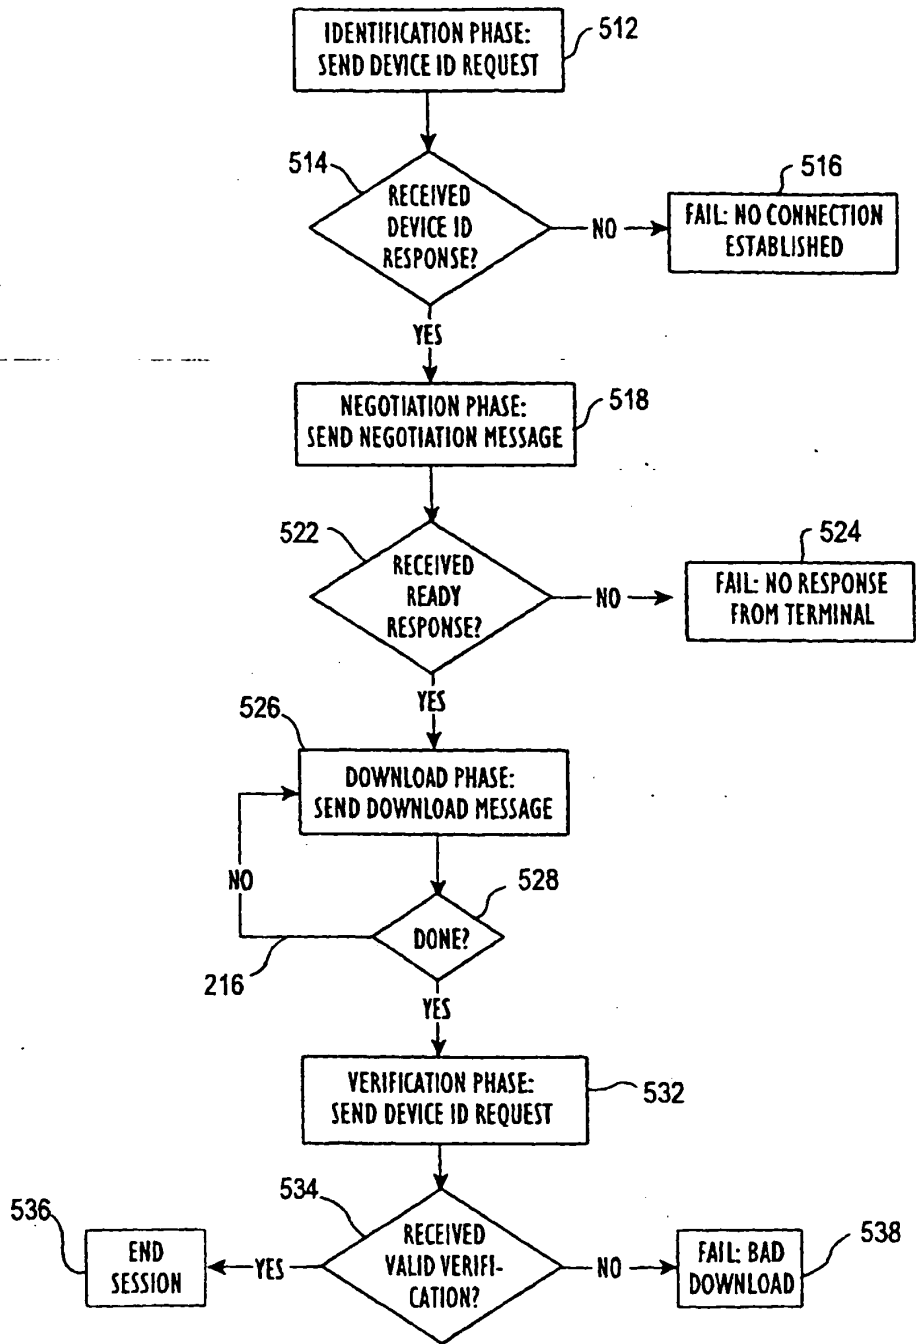 IDENTIFICATION PHASE:
SEND DEVICE ID REQUEST
512
514
RECEIVED
DEVICE ID
RESPONSE?
NO
516
FAIL: NO CONNECTION
ESTABLISHED
YES
NEGOTIATION PHASE:
SEND NEGOTIATION MESSAGE
518
522
RECEIVED
READY
RESPONSE?
NO
524
FAIL: NO RESPONSE
FROM TERMINAL
YES
526
DOWNLOAD PHASE:
SEND DOWNLOAD MESSAGE
NO
528
DONE?
216
YES
VERIFICATION PHASE:
SEND DEVICE ID REQUEST
532
534
RECEIVED
VALID VERIFI-
CATION?
536
END
SESSION
YES
NO
FAIL: BAD
DOWNLOAD
538